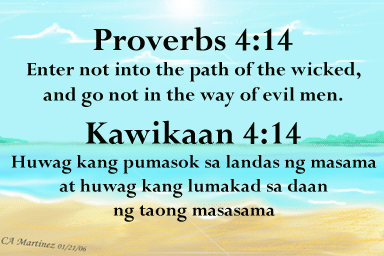 Proverbs 4:14
Enter not into the path of the wicked,
and go not in the way of evil men.
Kawikaan 4:14
Huwag kang pumasok sa landas ng masama
at huwag kang lumakad sa daan
ng taong masasama
CA Martinez 01/21/06